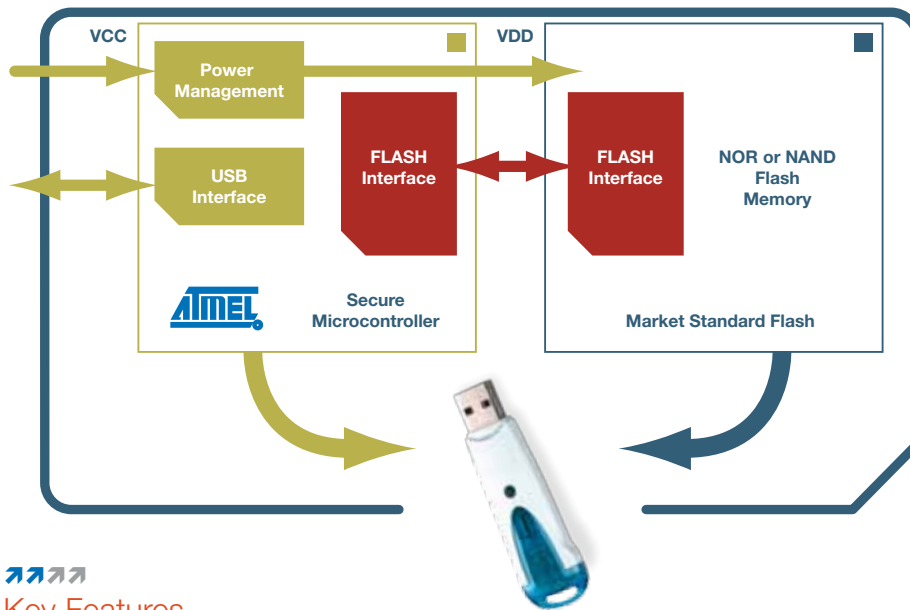 VCC
VDD
Power
Management
USB
Interface
FLASH
Interface
FLASH
Interface
NOR or NAND
Flash
Memory
ATMEL
Secure
Microcontroller
Market Standard Flash
Key Features